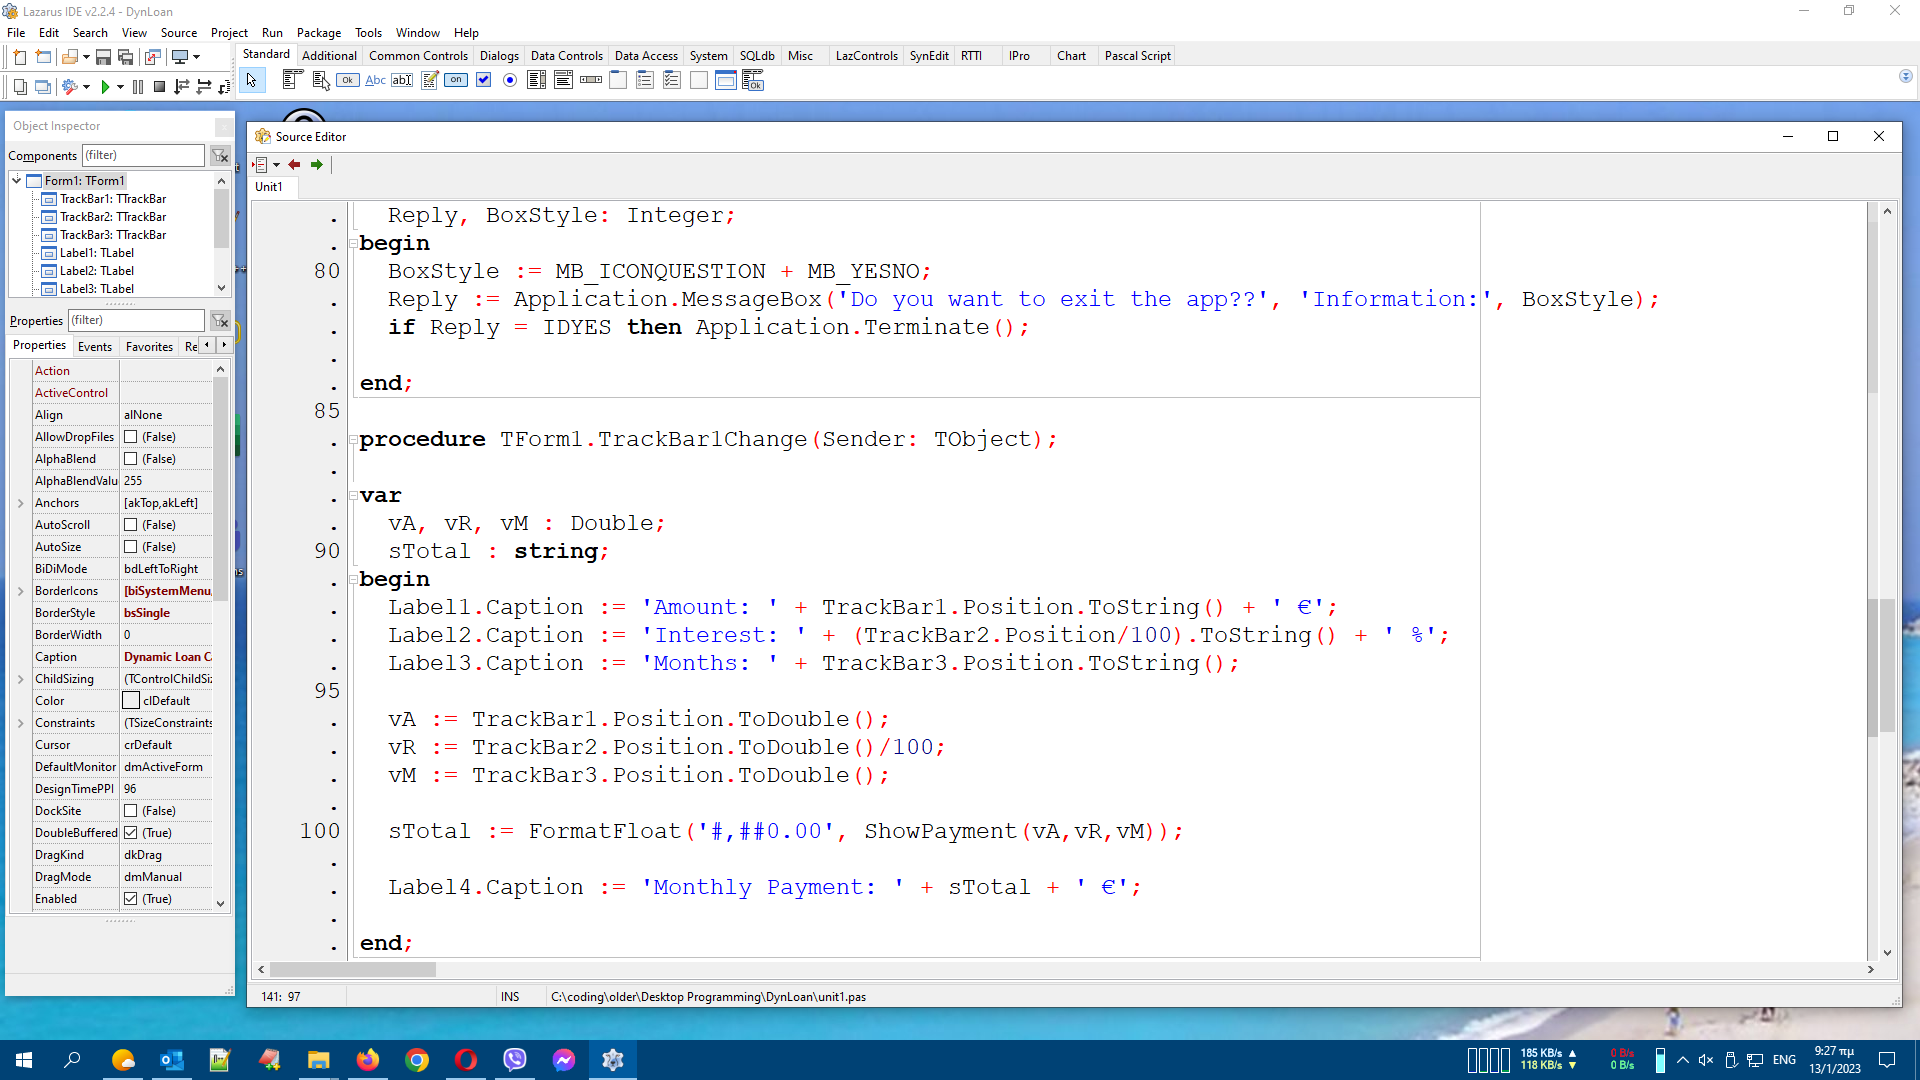 Lazarus IDE v2.2.4 - DynLoan
File Edit Search View Source Project Run Package Tools Window Help
Standard Additional Common Controls Dialogs Data Controls Data Access System SQLdb Misc LazControls SynEdit RTTI IPro Chart Pascal Script
Ok Abc abI on Ok
Object Inspector
Components (filter)
Form1: TForm1
TrackBar1: TTrackBar
TrackBar2: TTrackBar
TrackBar3: TTrackBar
Label1: TLabel
Label2: TLabel
Label3: TLabel
Properties (filter)
Properties Events Favorites Re
Action
ActiveControl
Align alNone
AllowDropFiles (False)
AlphaBlend (False)
AlphaBlendValu 255
Anchors [akTop,akLeft]
AutoScroll (False)
AutoSize (False)
BiDiMode bdLeftToRight
BorderIcons [biSystemMenu,
BorderStyle bsSingle
BorderWidth 0
Caption Dynamic Loan C
ChildSizing (TControlChildSiz
Color clDefault
Constraints (TSizeConstraints
Cursor crDefault
DefaultMonitor dmActiveForm
DesignTimePPI 96
DockSite (False)
DoubleBuffered (True)
DragKind dkDrag
DragMode dmManual
Enabled (True)
Source Editor
Unit1
. Reply, BoxStyle: Integer;
. begin
80 BoxStyle := MB_ICONQUESTION + MB_YESNO;
. Reply := Application.MessageBox('Do you want to exit the app??', 'Information:', BoxStyle);
. if Reply = IDYES then Application.Terminate();
.
. end;
85
. procedure TForm1.TrackBar1Change(Sender: TObject);
.
. var
. vA, vR, vM : Double;
90 sTotal : string;
. begin
. Label1.Caption := 'Amount: ' + TrackBar1.Position.ToString() + ' €';
. Label2.Caption := 'Interest: ' + (TrackBar2.Position/100).ToString() + ' %';
. Label3.Caption := 'Months: ' + TrackBar3.Position.ToString();
95
. vA := TrackBar1.Position.ToDouble();
. vR := TrackBar2.Position.ToDouble()/100;
. vM := TrackBar3.Position.ToDouble();
.
100 sTotal := FormatFloat('#,##0.00', ShowPayment(vA,vR,vM));
.
. Label4.Caption := 'Monthly Payment: ' + sTotal + ' €';
.
. end;
141: 97 INS C:\coding\older\Desktop Programming\DynLoan\unit1.pas
185 KB/s 0 B/s
118 KB/s 0 B/s
ENG
9:27 πμ
13/1/2023